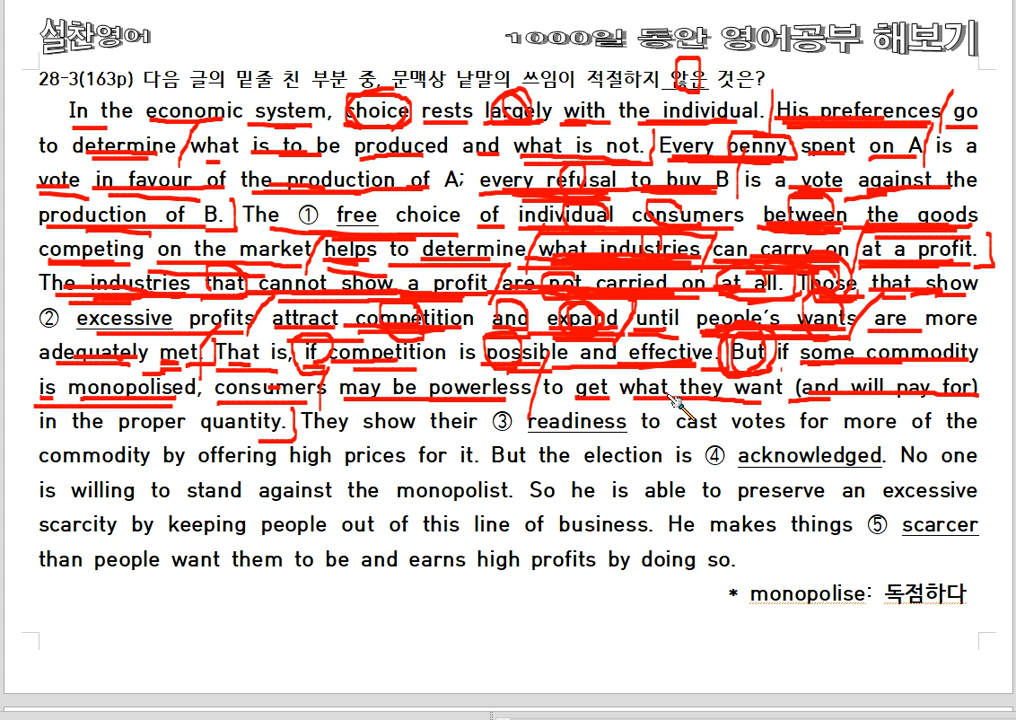 설찬영어 1000일 동안 영어공부 해보기
28-3(163p) 다음 글의 밑줄 친 부분 중, 문맥상 낱말의 쓰임이 적절하지 않은 것은?
In the economic system, choice rests largely with the individual. His preferences go
to determine what is to be produced and what is not. Every penny spent on A is a
vote in favour of the production of A; every refusal to buy B is a vote against the
production of B. The ① free choice of individual consumers between the goods
competing on the market helps to determine what industries can carry on at a profit.
The industries that cannot show a profit are not carried on at all. Those that show
② excessive profits attract competition and expand until people's wants are more
adequately met. That is, if competition is possible and effective. But if some commodity
is monopolised, consumers may be powerless to get what they want (and will pay for)
in the proper quantity. They show their ③ readiness to cast votes for more of the
commodity by offering high prices for it. But the election is ④ acknowledged. No one
is willing to stand against the monopolist. So he is able to preserve an excessive
scarcity by keeping people out of this line of business. He makes things ⑤ scarcer
than people want them to be and earns high profits by doing so.
* monopolise: 독점하다